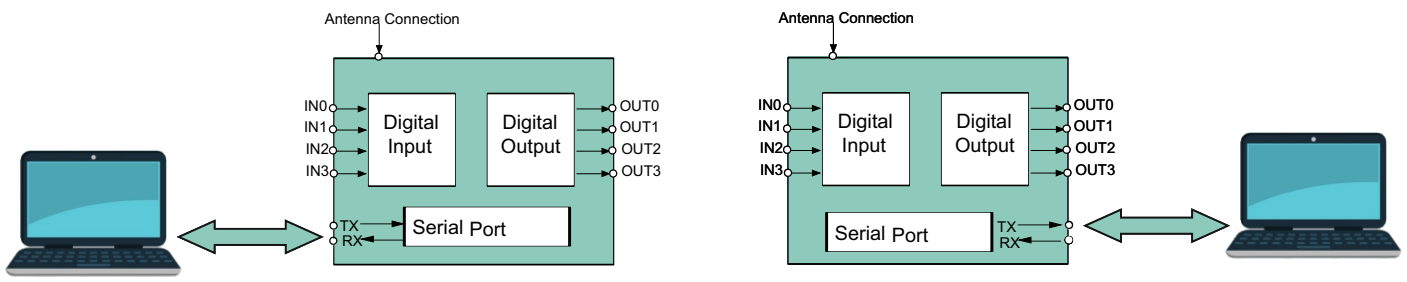 Antenna Connection
IN0
IN1
IN2
IN3
Digital
Input
Digital
Output
OUT0
OUT1
OUT2
OUT3
TX
RX
Serial Port
Antenna Connection
IN0
IN1
IN2
IN3
Digital
Input
Digital
Output
OUT0
OUT1
OUT2
OUT3
Serial Port
TX
RX